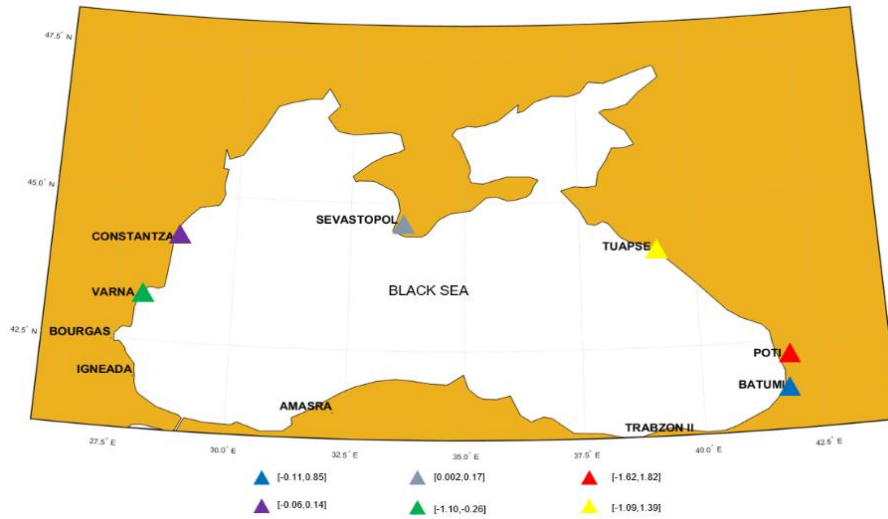 47.5° N
45.0° N
SEVASTOPOL
CONSTANTZA
TUAPSE
BLACK SEA
VARNA
42.5° N
BOURGAS
POTI
IGNEADA
BATUMI
AMASRA
TRABZON II
27.5° E
30.0° E
32.5° E
35.0° E
37.5° E
40.0° E
42.5° E
[-0.11,0.85]
[0.002,0.17]
[-1.62,1.82]
[-0.06,0.14]
[-1.10,-0.26]
[-1.09,1.39]